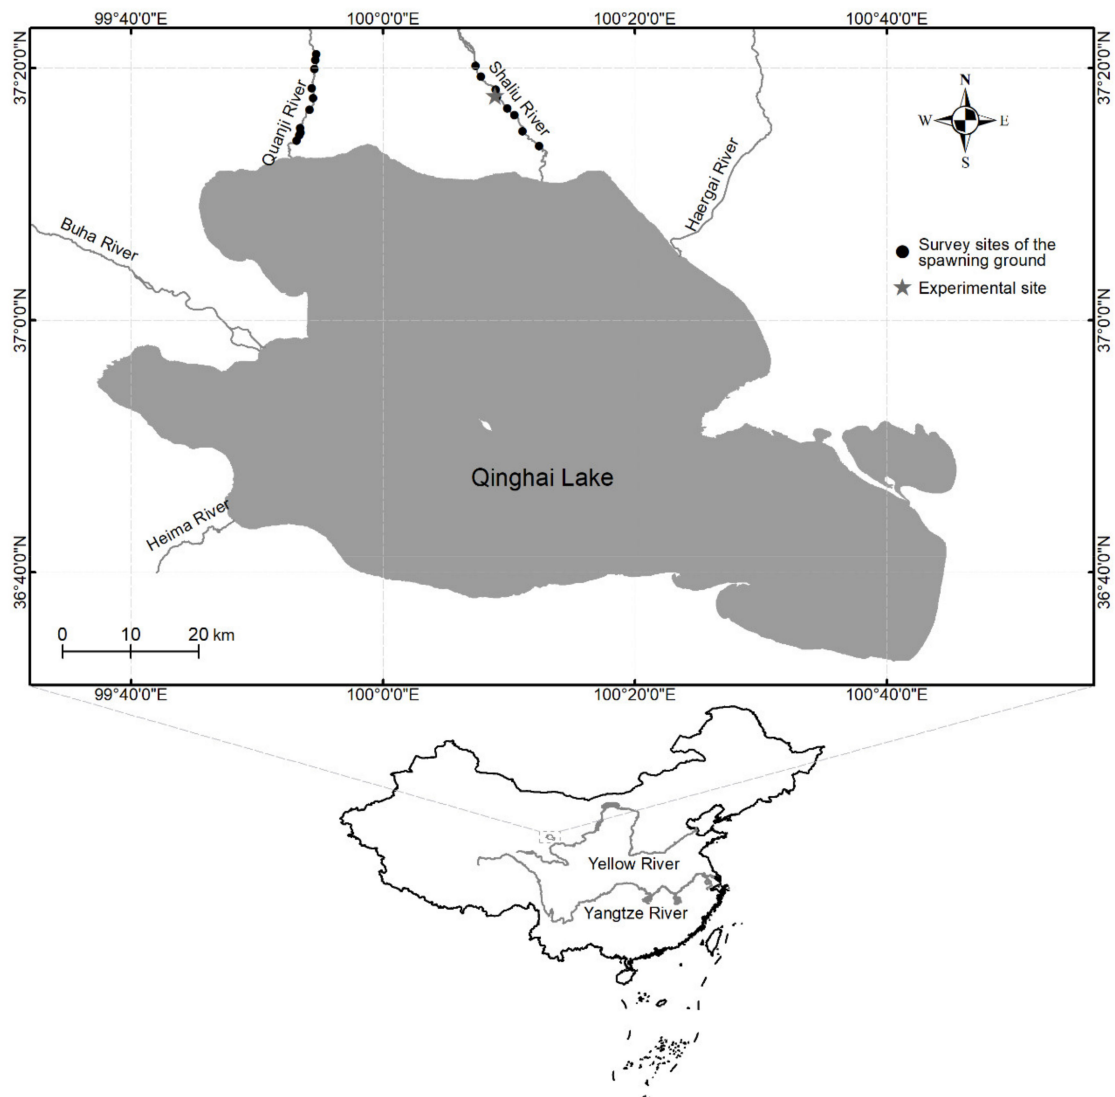 99°40'0"E
100°0'0"E
100°20'0"E
100°40'0"E
37°20'0"N
37°20'0"N
Quanji River
Shaliu River
N
W
E
S
Haergai River
Buha River
Survey sites of the
spawning ground
Experimental site
37°0'0"N
37°0'0"N
Qinghai Lake
Heima River
36°40'0"N
36°40'0"N
0 10 20 km
99°40'0"E
100°0'0"E
100°20'0"E
100°40'0"E
Yellow River
Yangtze River